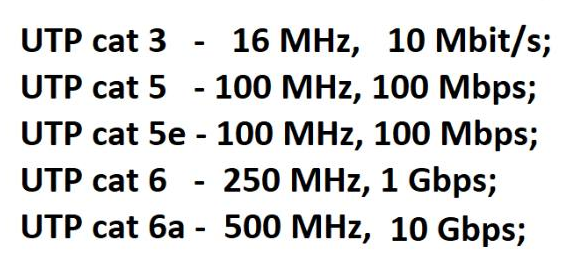 UTP cat 3 - 16 MHz, 10 Mbit/s;
UTP cat 5 - 100 MHz, 100 Mbps;
UTP cat 5e - 100 MHz, 100 Mbps;
UTP cat 6 - 250 MHz, 1 Gbps;
UTP cat 6a - 500 MHz, 10 Gbps;